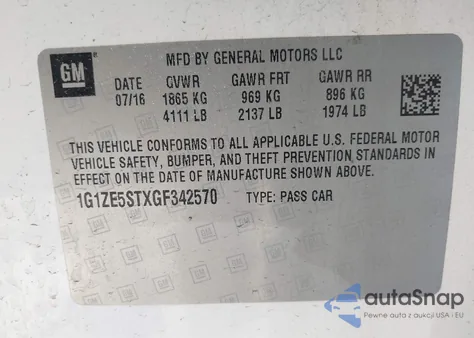 GM
MFD BY GENERAL MOTORS LLC
DATE GVWR GAWR FRT GAWR RR
07/16 1865 KG 969 KG 896 KG
4111 LB 2137 LB 1974 LB
THIS VEHICLE CONFORMS TO ALL APPLICABLE U.S. FEDERAL MOTOR
VEHICLE SAFETY, BUMPER, AND THEFT PREVENTION STANDARDS IN
EFFECT ON THE DATE OF MANUFACTURE SHOWN ABOVE.
1G1ZE5STXGF342570 TYPE: PASS CAR
autoSnap
Pewne auta z aukcji USA i EU